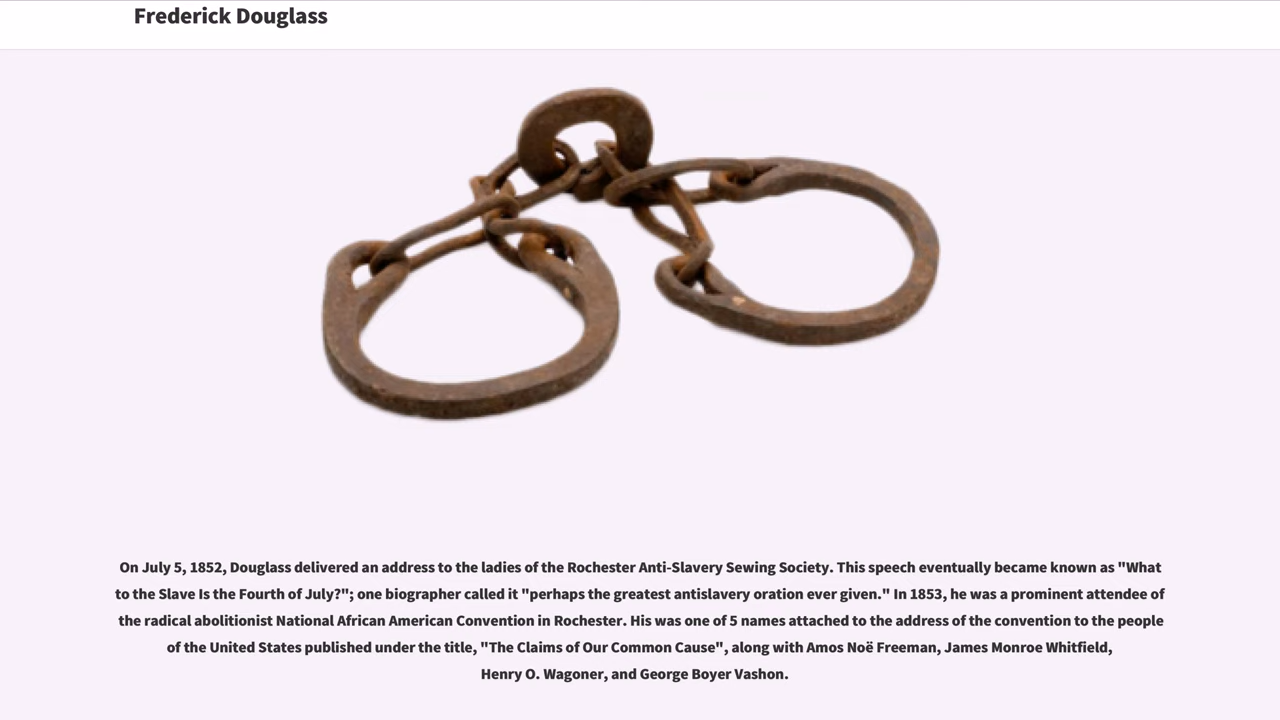 Frederick Douglass
On July 5, 1852, Douglass delivered an address to the ladies of the Rochester Anti-Slavery Sewing Society. This speech eventually became known as "What
to the Slave Is the Fourth of July?"; one biographer called it "perhaps the greatest antislavery oration ever given." In 1853, he was a prominent attendee of
the radical abolitionist National African American Convention in Rochester. His was one of 5 names attached to the address of the convention to the people
of the United States published under the title, "The Claims of Our Common Cause", along with Amos Noë Freeman, James Monroe Whitfield,
Henry O. Wagoner, and George Boyer Vashon.